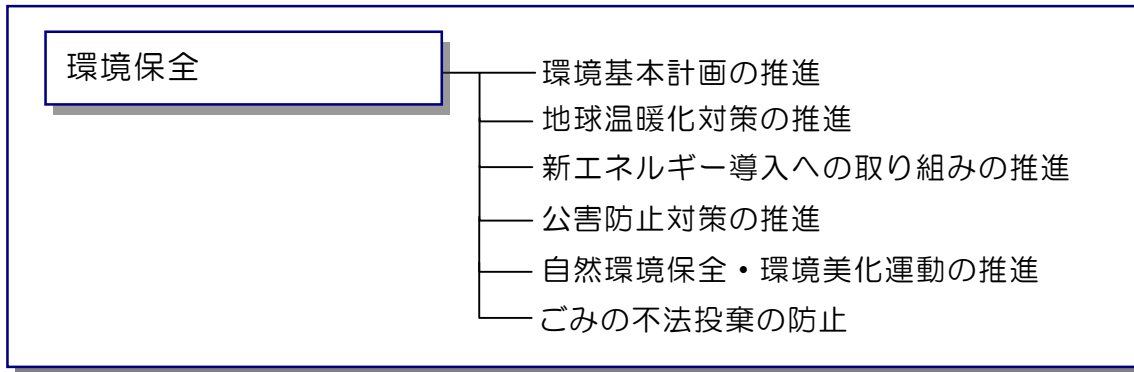 環境保全
環境基本計画の推進
地球温暖化対策の推進
新エネルギー導入への取り組みの推進
公害防止対策の推進
自然環境保全・環境美化運動の推進
ごみの不法投棄の防止